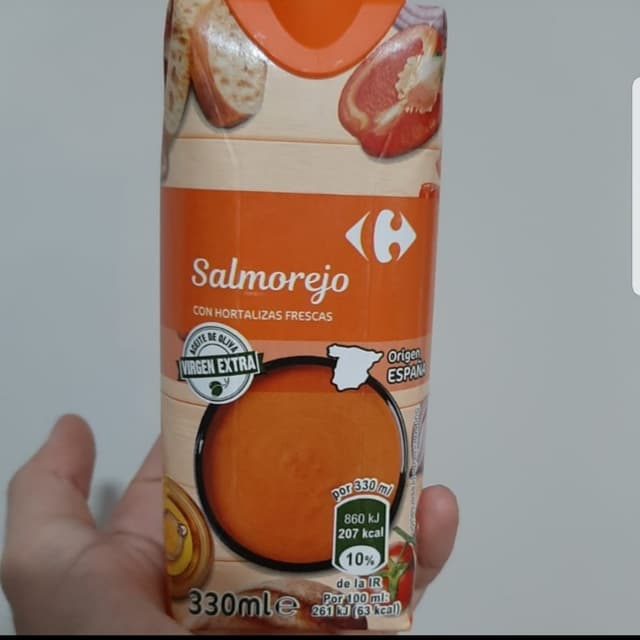 Salmorejo
CON HORTALIZAS FRESCAS
ACEITE DE OLIVA
VIRGEN EXTRA
Origen
ESPAÑA
por 330 ml
860 kJ
207 kcal
10%
de la IR
Por 100 ml:
261 kJ (63 kcal)
330ml e